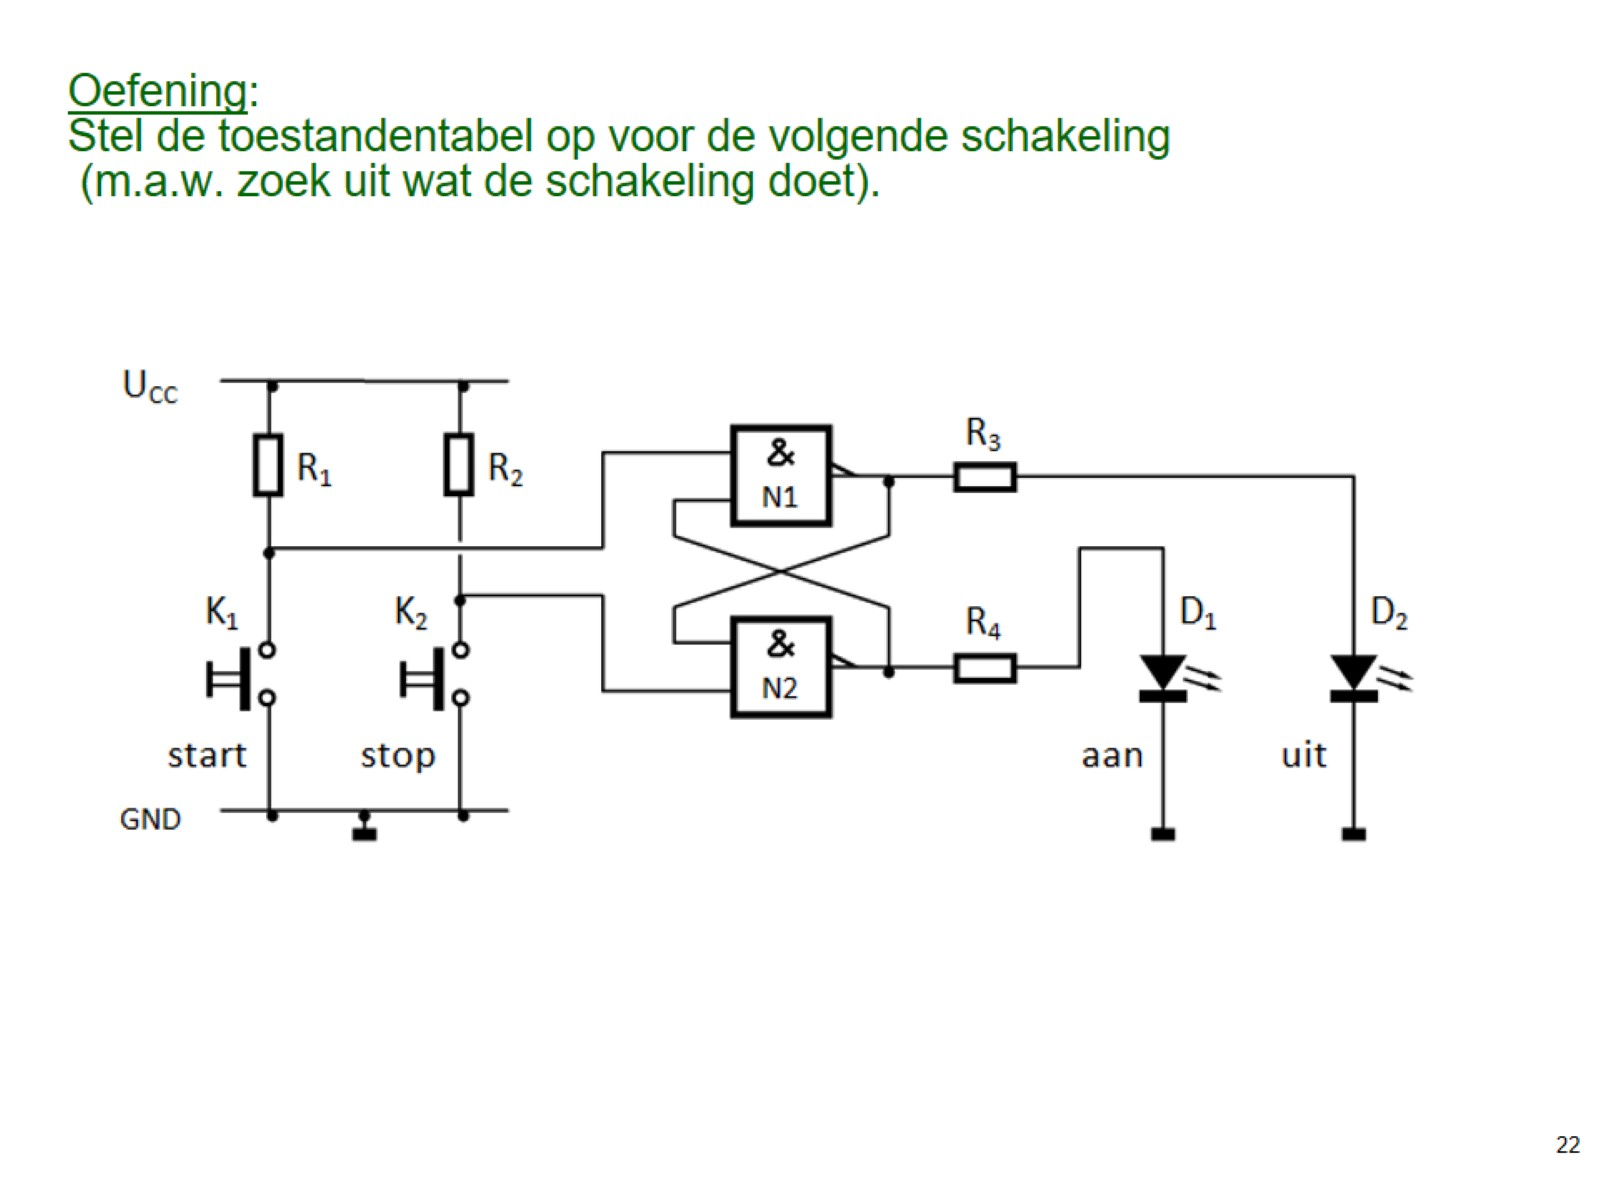 Oefening:
Stel de toestandentabel op voor de volgende schakeling
(m.a.w. zoek uit wat de schakeling doet).
UCC
R1
R2
&
N1
R3
K1
K2
&
N2
R4
D1
D2
start
stop
aan
uit
GND
22